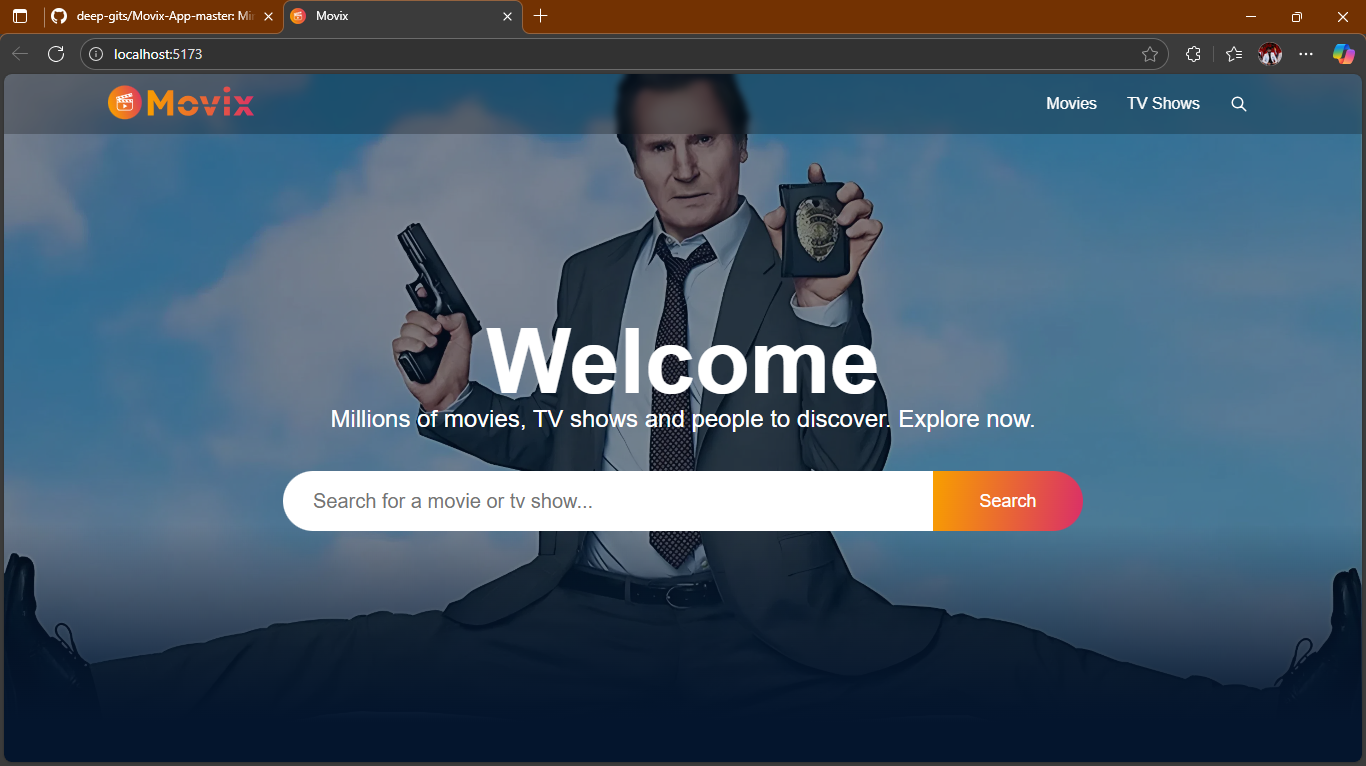 deep-gits/Movix-App-master: Mi
Movix
localhost:5173
Movix
Movies
TV Shows
Welcome
Millions of movies, TV shows and people to discover. Explore now.
Search for a movie or tv show...
Search